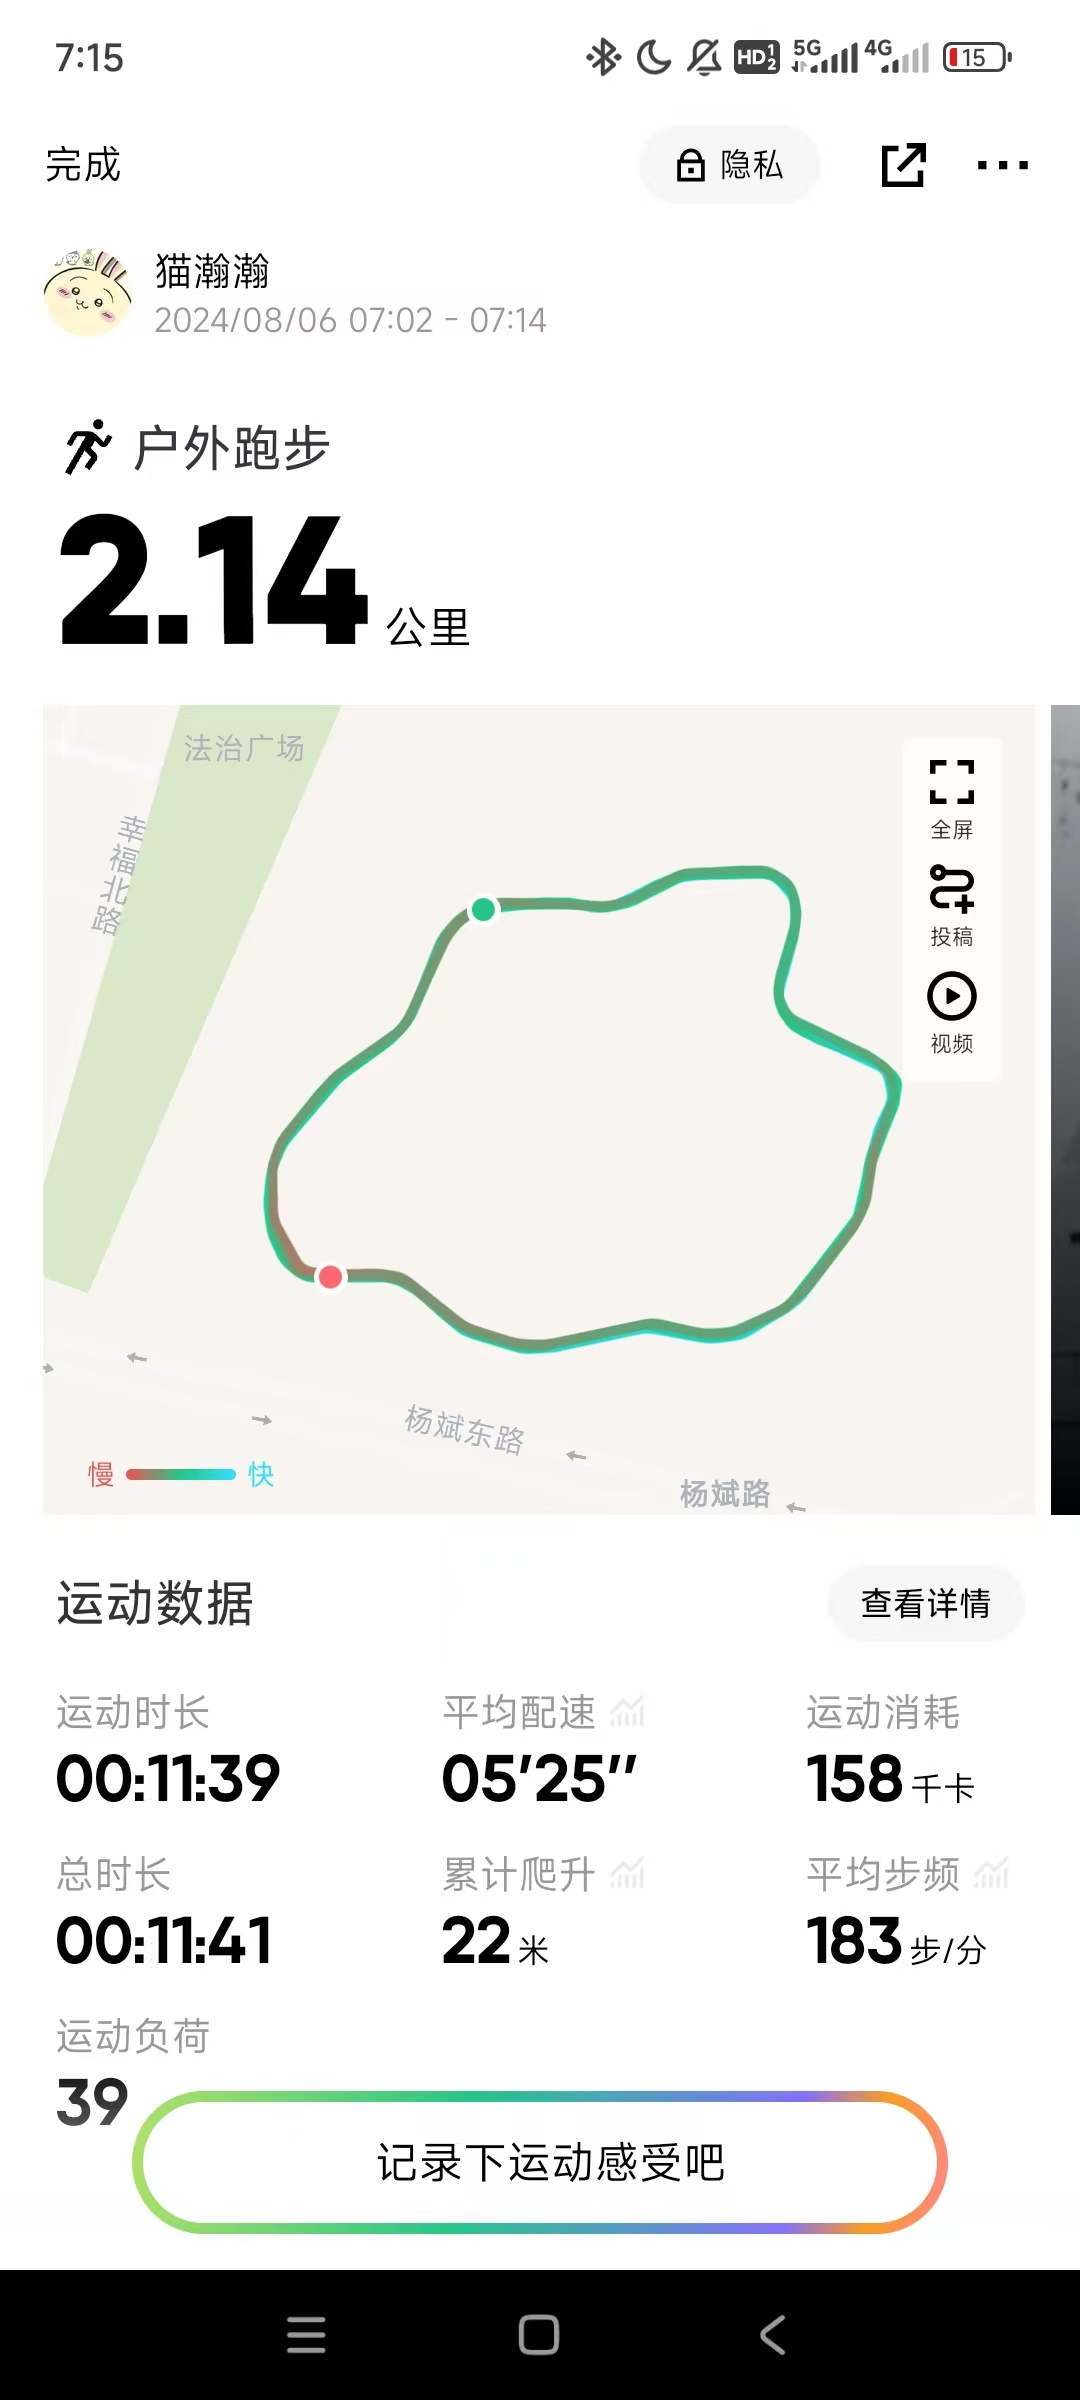 7:15
HD 1 2 5G 4G 15
完成
隐私
猫瀚瀚
2024/08/06 07:02 - 07:14
户外跑步
2.14 公里
法治广场
幸福北路
全屏
投稿
视频
杨斌东路
慢 快
杨斌路
运动数据
查看详情
运动时长 平均配速 运动消耗
00:11:39 05'25'' 158 千卡
总时长 累计爬升 平均步频
00:11:41 22 米 183 步/分
运动负荷
39
记录下运动感受吧